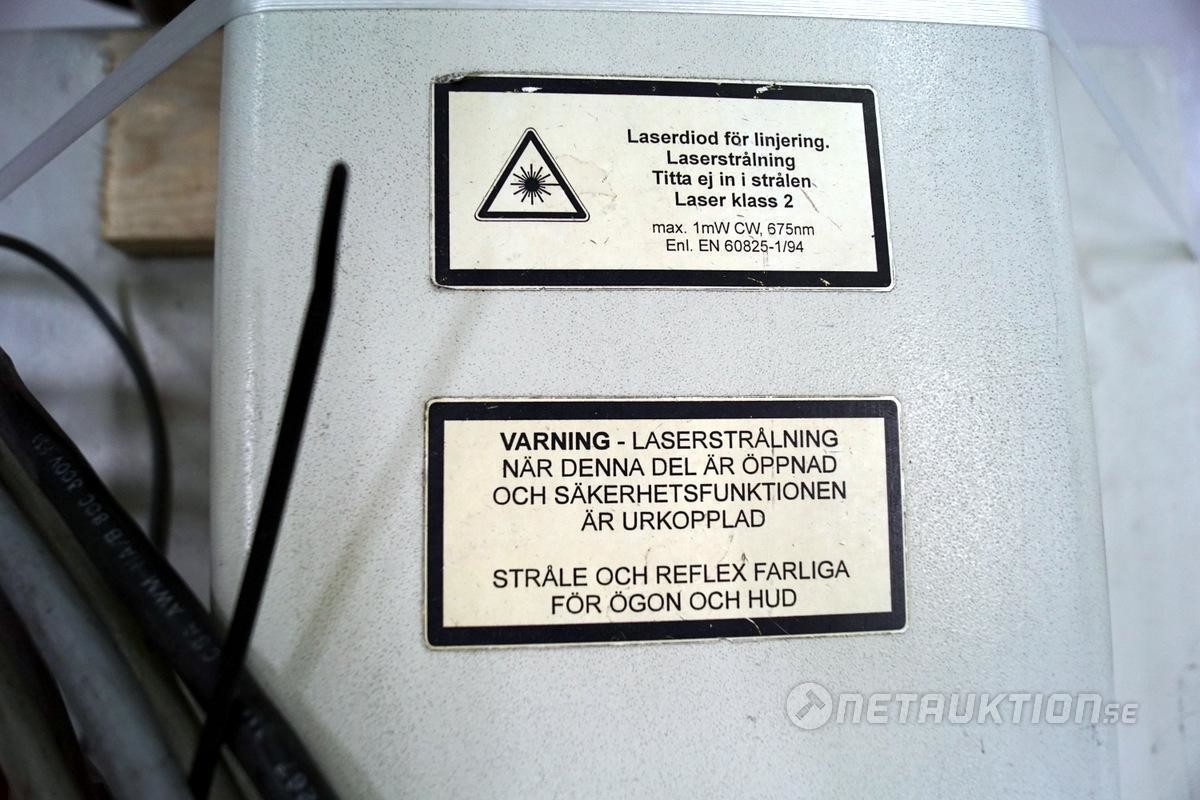 Laserdiod för linjering.
Laserstrålning
Titta ej in i strålen
Laser klass 2
max. 1mW CW, 675nm
Enl. EN 60825-1/94
VARNING - LASERSTRÅLNING
NÄR DENNA DEL ÄR ÖPPNAD
OCH SÄKERHETSFUNKTIONEN
ÄR URKOPPLAD
STRÅLE OCH REFLEX FARLIGA
FÖR ÖGON OCH HUD
AWM
NETAUKTION.SE